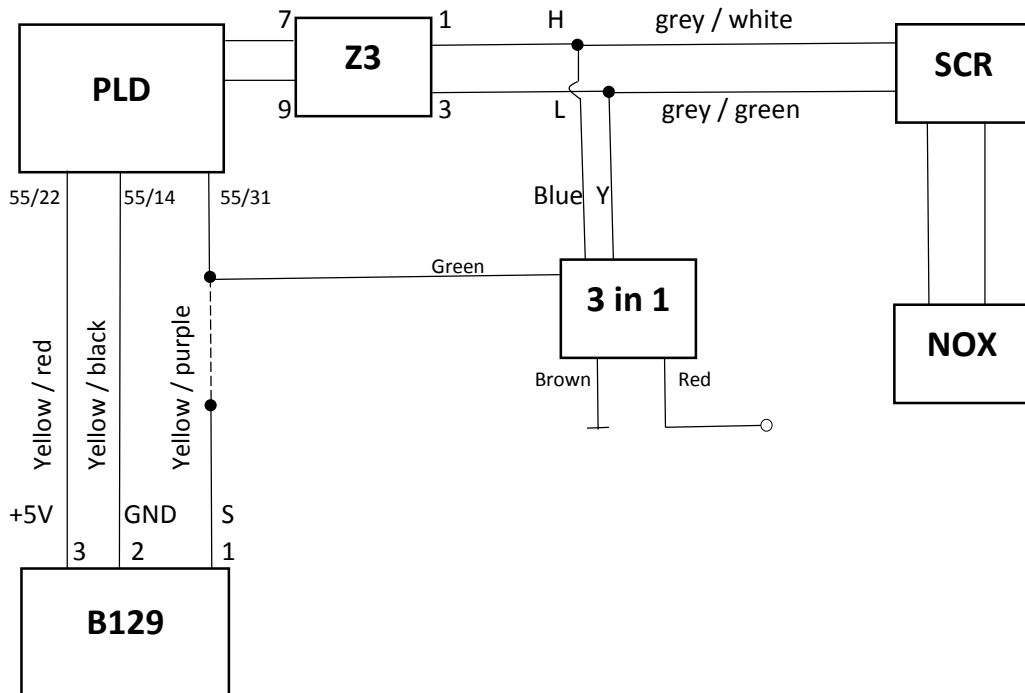 7
1
H
grey / white
PLD
Z3
SCR
9
3
L
grey / green
55/22
55/14
55/31
Blue
Y
Green
3 in 1
NOX
Brown
Red
Yellow / red
Yellow / black
Yellow / purple
+5V
GND
S
3
2
1
B129